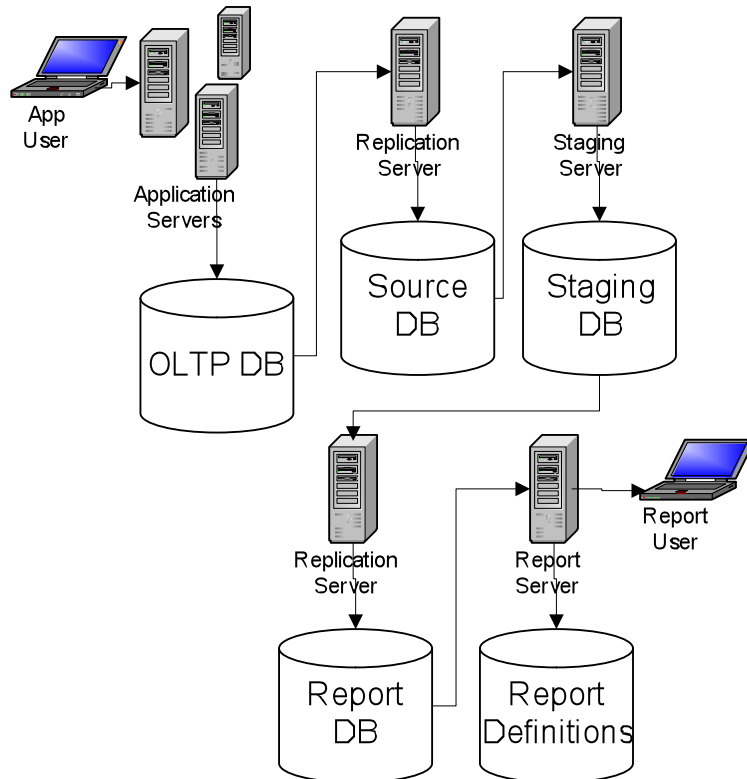 App
User
Application
Servers
Replication
Server
Staging
Server
OLTP DB
Source
DB
Staging
DB
Replication
Server
Report
Server
Report
User
Report
DB
Report
Definitions